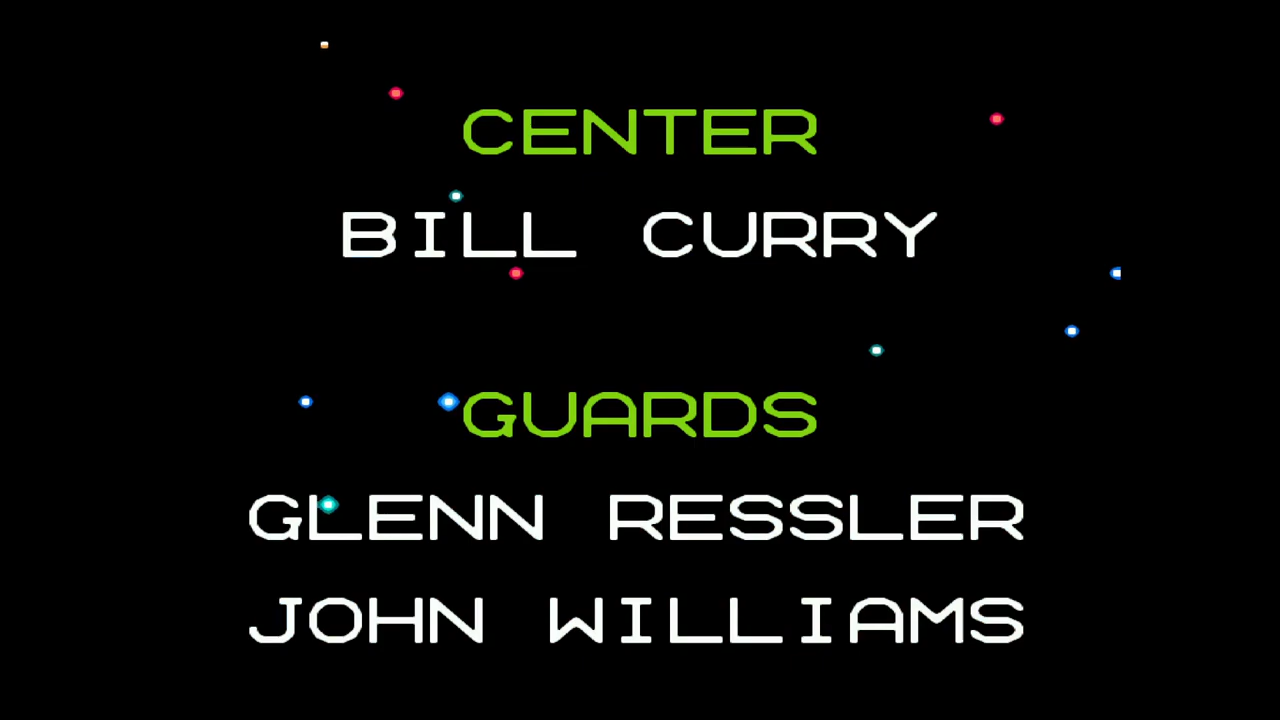 CENTER
BILL CURRY
GUARDS
GLENN RESSLER
JOHN WILLIAMS